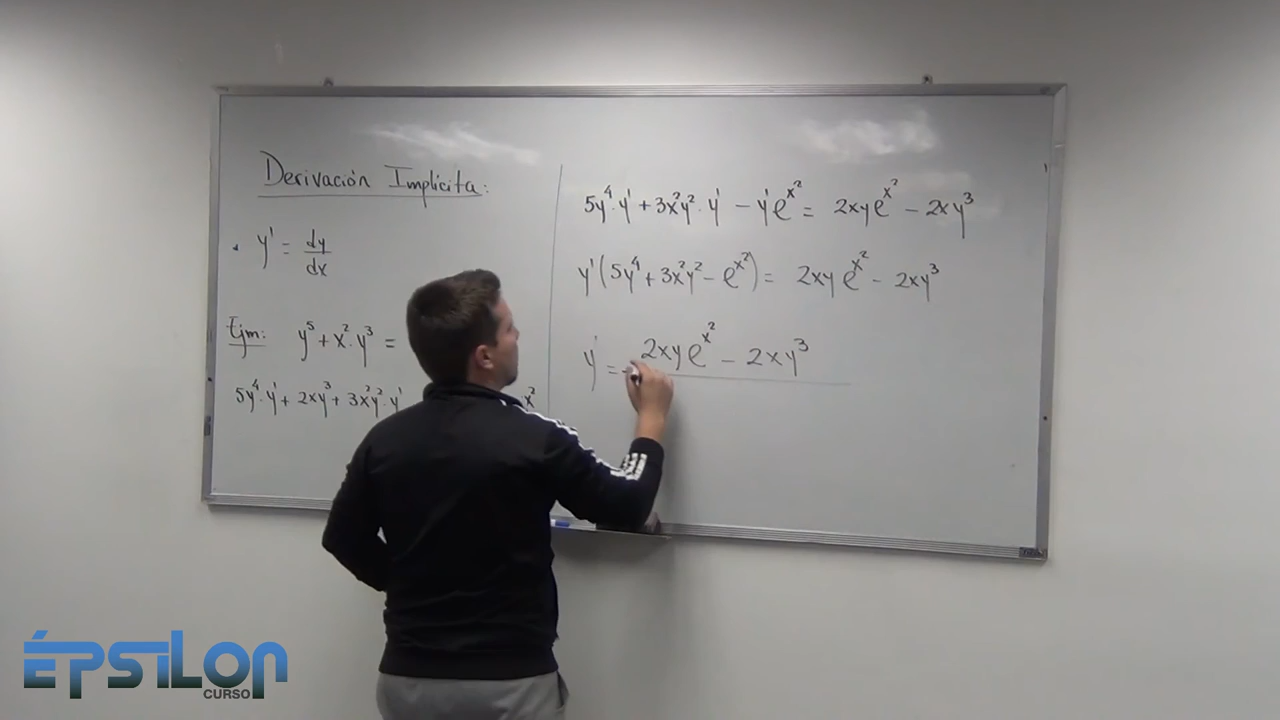 Derivación Implícita:
• y' = dy/dx
Ejm: y⁵ + x² · y³ =
5y⁴ · y' + 2xy³ + 3x²y² · y'
x²
5y⁴ · y' + 3x²y² · y' - y'e^x² = 2xye^x² - 2xy³
y'(5y⁴ + 3x²y² - e^x²) = 2xye^x² - 2xy³
y' = 2xye^x² - 2xy³
ÉPSILON
CURSO